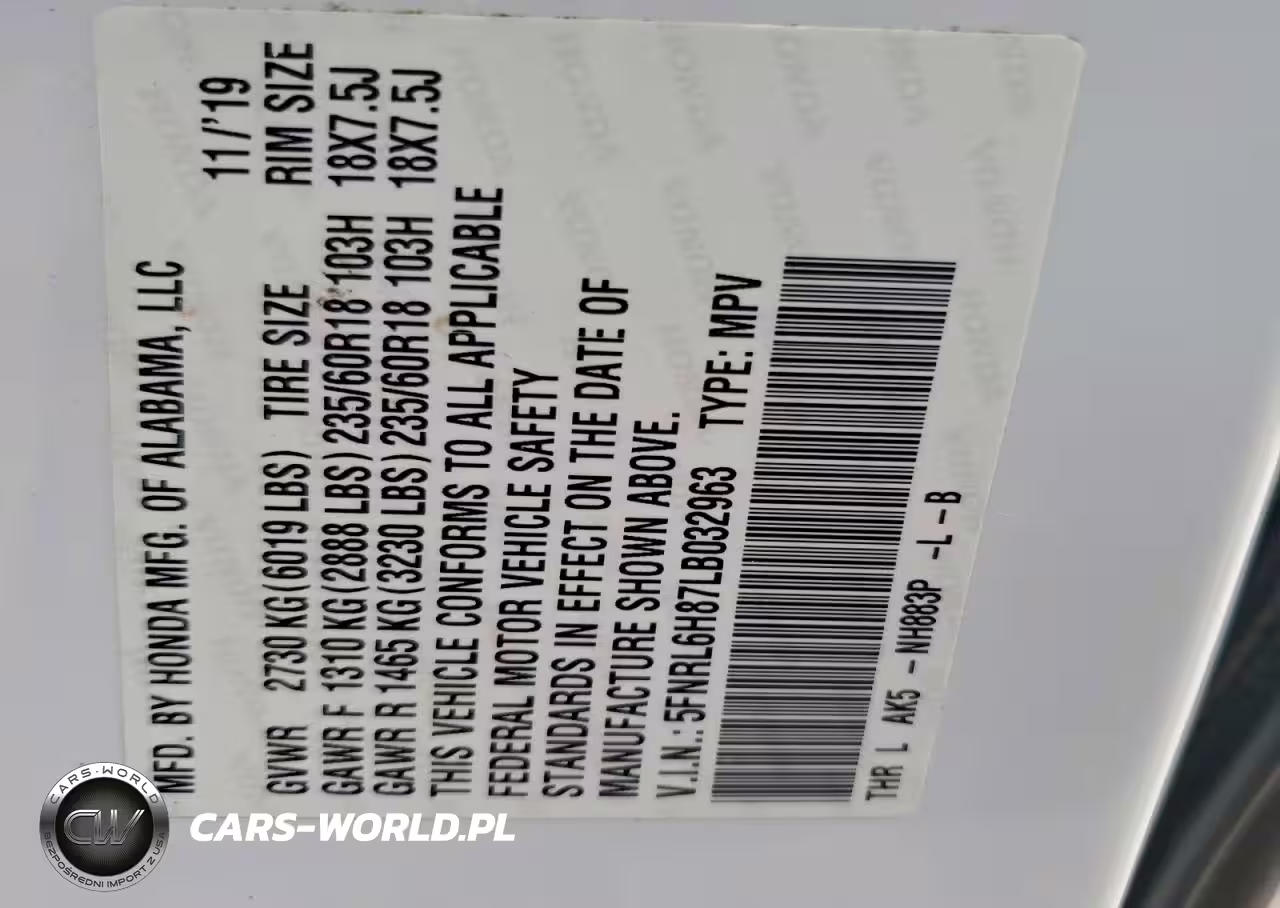 MFD. BY HONDA MFG. OF ALABAMA, LLC
11/'19
GVWR 2730 KG (6019 LBS) TIRE SIZE RIM SIZE
GAWR F 1310 KG (2888 LBS) 235/60R18 103H 18X7.5J
GAWR R 1465 KG (3230 LBS) 235/60R18 103H 18X7.5J
THIS VEHICLE CONFORMS TO ALL APPLICABLE
FEDERAL MOTOR VEHICLE SAFETY
STANDARDS IN EFFECT ON THE DATE OF
MANUFACTURE SHOWN ABOVE.
V.I.N.: 5FNRL6H87LB032963 TYPE: MPV
THR L AK5 - NH883P - L - B
CARS-WORLD
CW
BEZPOŚREDNI IMPORT Z USA
CARS-WORLD.PL